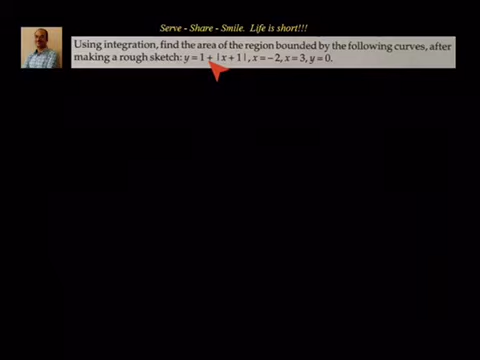 Serve - Share - Smile. Life is short!!!
Using integration, find the area of the region bounded by the following curves, after
making a rough sketch: y = 1 + | x + 1 |, x = − 2, x = 3, y = 0.